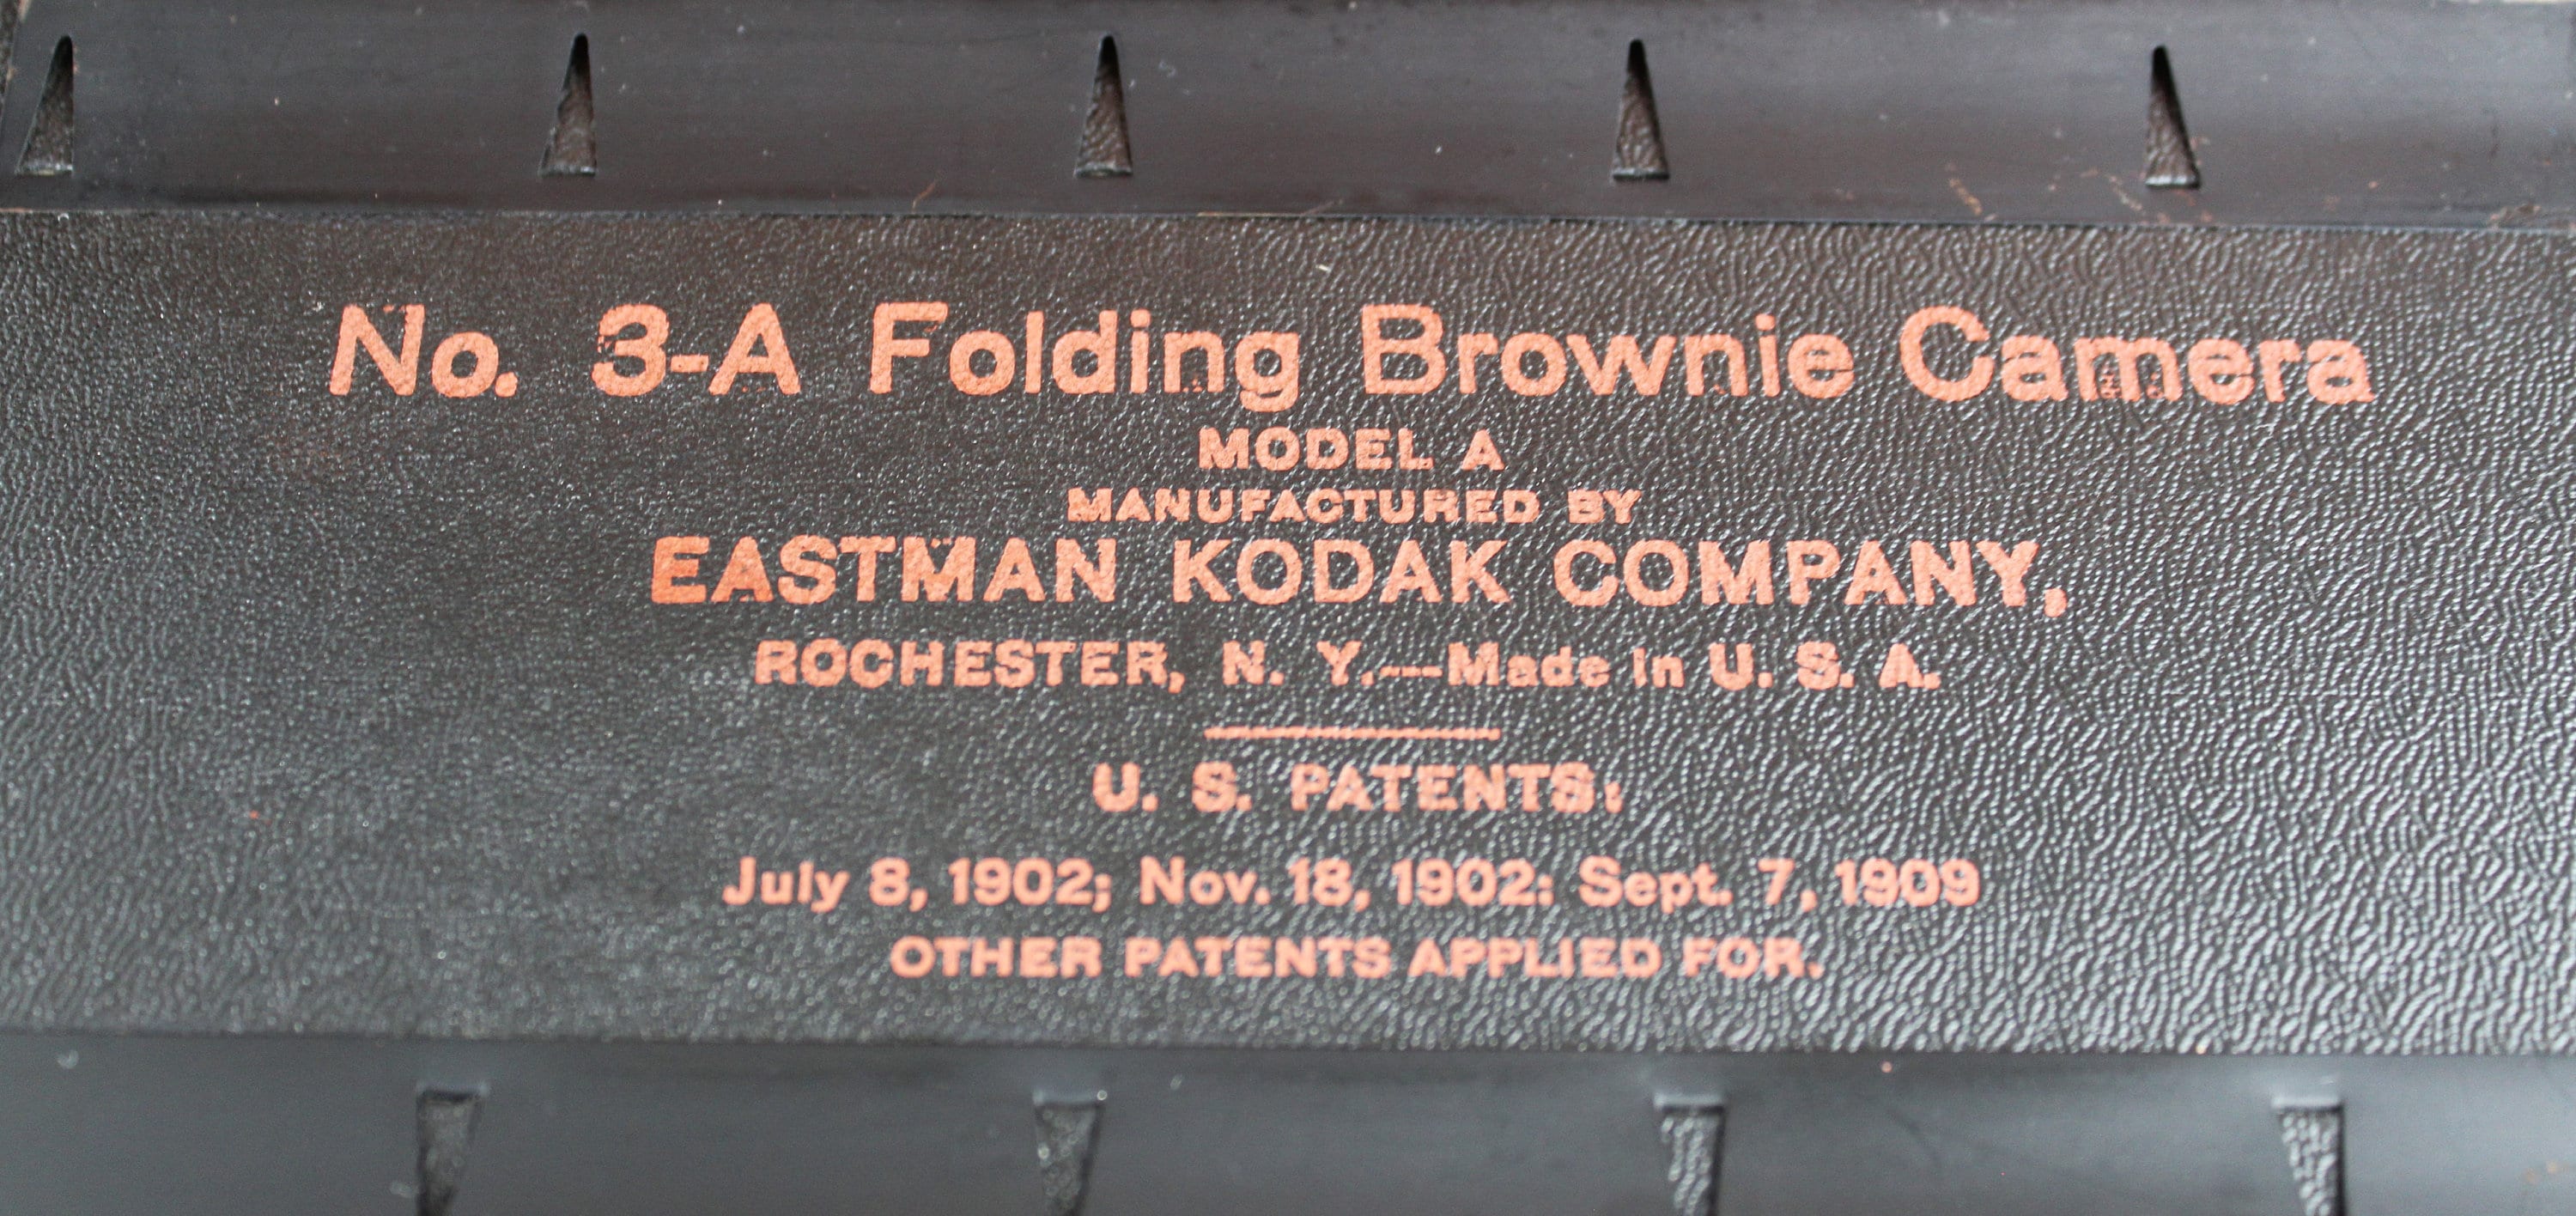 No. 3-A Folding Brownie Camera
MODEL A
MANUFACTURED BY
EASTMAN KODAK COMPANY,
ROCHESTER, N. Y.---Made in U. S. A.
U. S. PATENTS:
July 8, 1902; Nov. 18, 1902: Sept. 7, 1909
OTHER PATENTS APPLIED FOR.